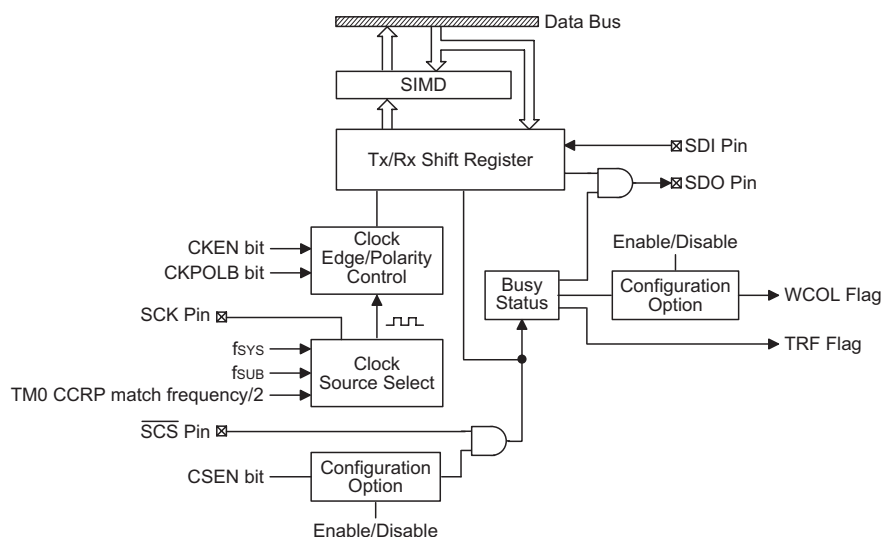 Data Bus
SIMD
Tx/Rx Shift Register
SDI Pin
SDO Pin
CKEN bit
CKPOLB bit
Clock
Edge/Polarity
Control
Enable/Disable
Busy
Status
Configuration
Option
WCOL Flag
TRF Flag
SCK Pin
fSYS
fSUB
TM0 CCRP match frequency/2
Clock
Source Select
SCS Pin
CSEN bit
Configuration
Option
Enable/Disable